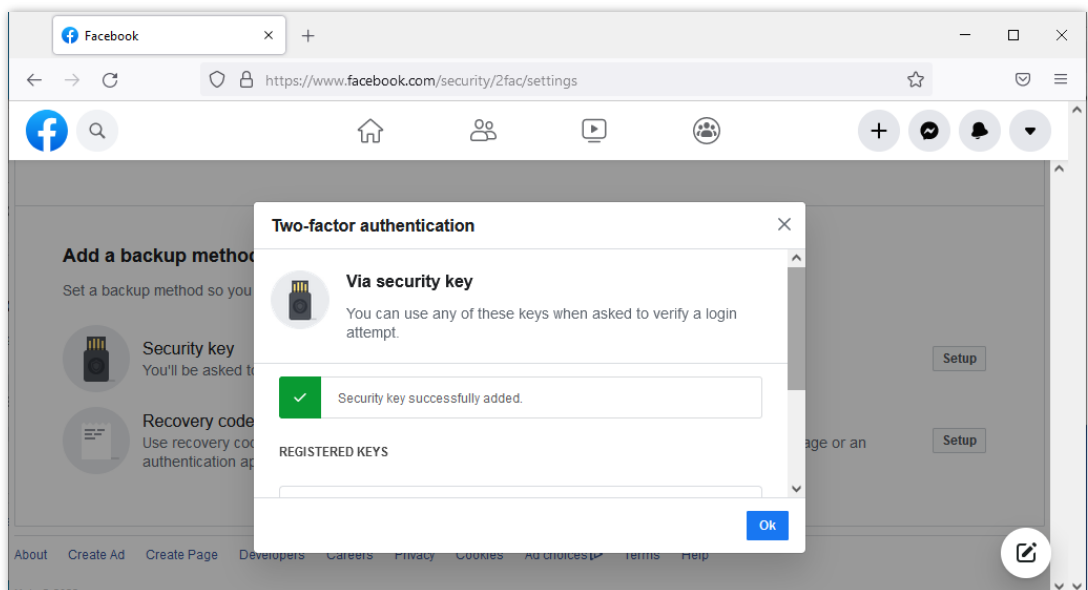 Facebook
https://www.facebook.com/security/2fac/settings
Two-factor authentication
Via security key
You can use any of these keys when asked to verify a login
attempt.
Security key successfully added.
REGISTERED KEYS
Ok
Add a backup method
Set a backup method so you
Security key
You'll be asked to
Setup
Recovery code
Use recovery
age or an
authentication
Setup
About Create Ad Create Page Developers Careers Privacy Cookies Ad choices Terms Help